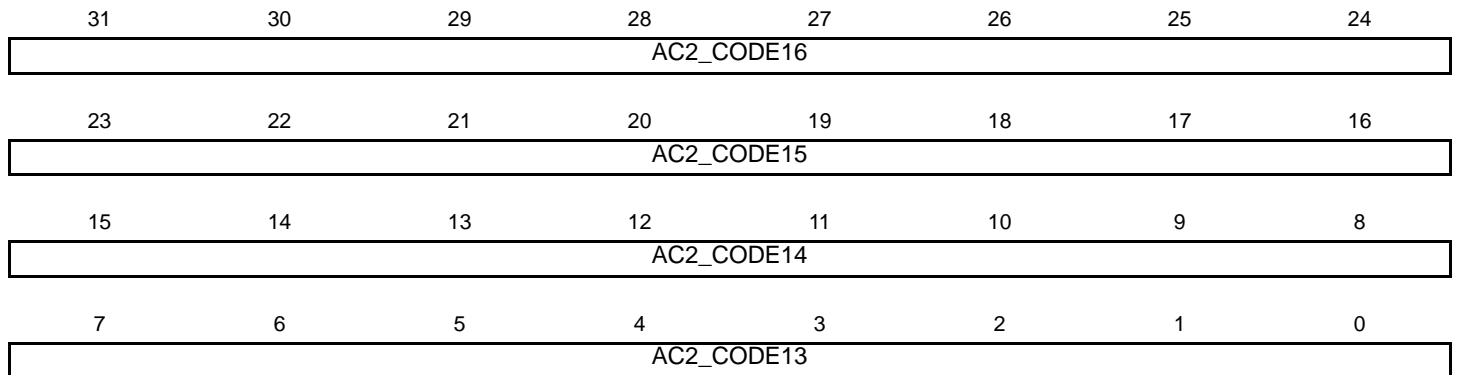 31 30 29 28 27 26 25 24
AC2_CODE16
23 22 21 20 19 18 17 16
AC2_CODE15
15 14 13 12 11 10 9 8
AC2_CODE14
7 6 5 4 3 2 1 0
AC2_CODE13